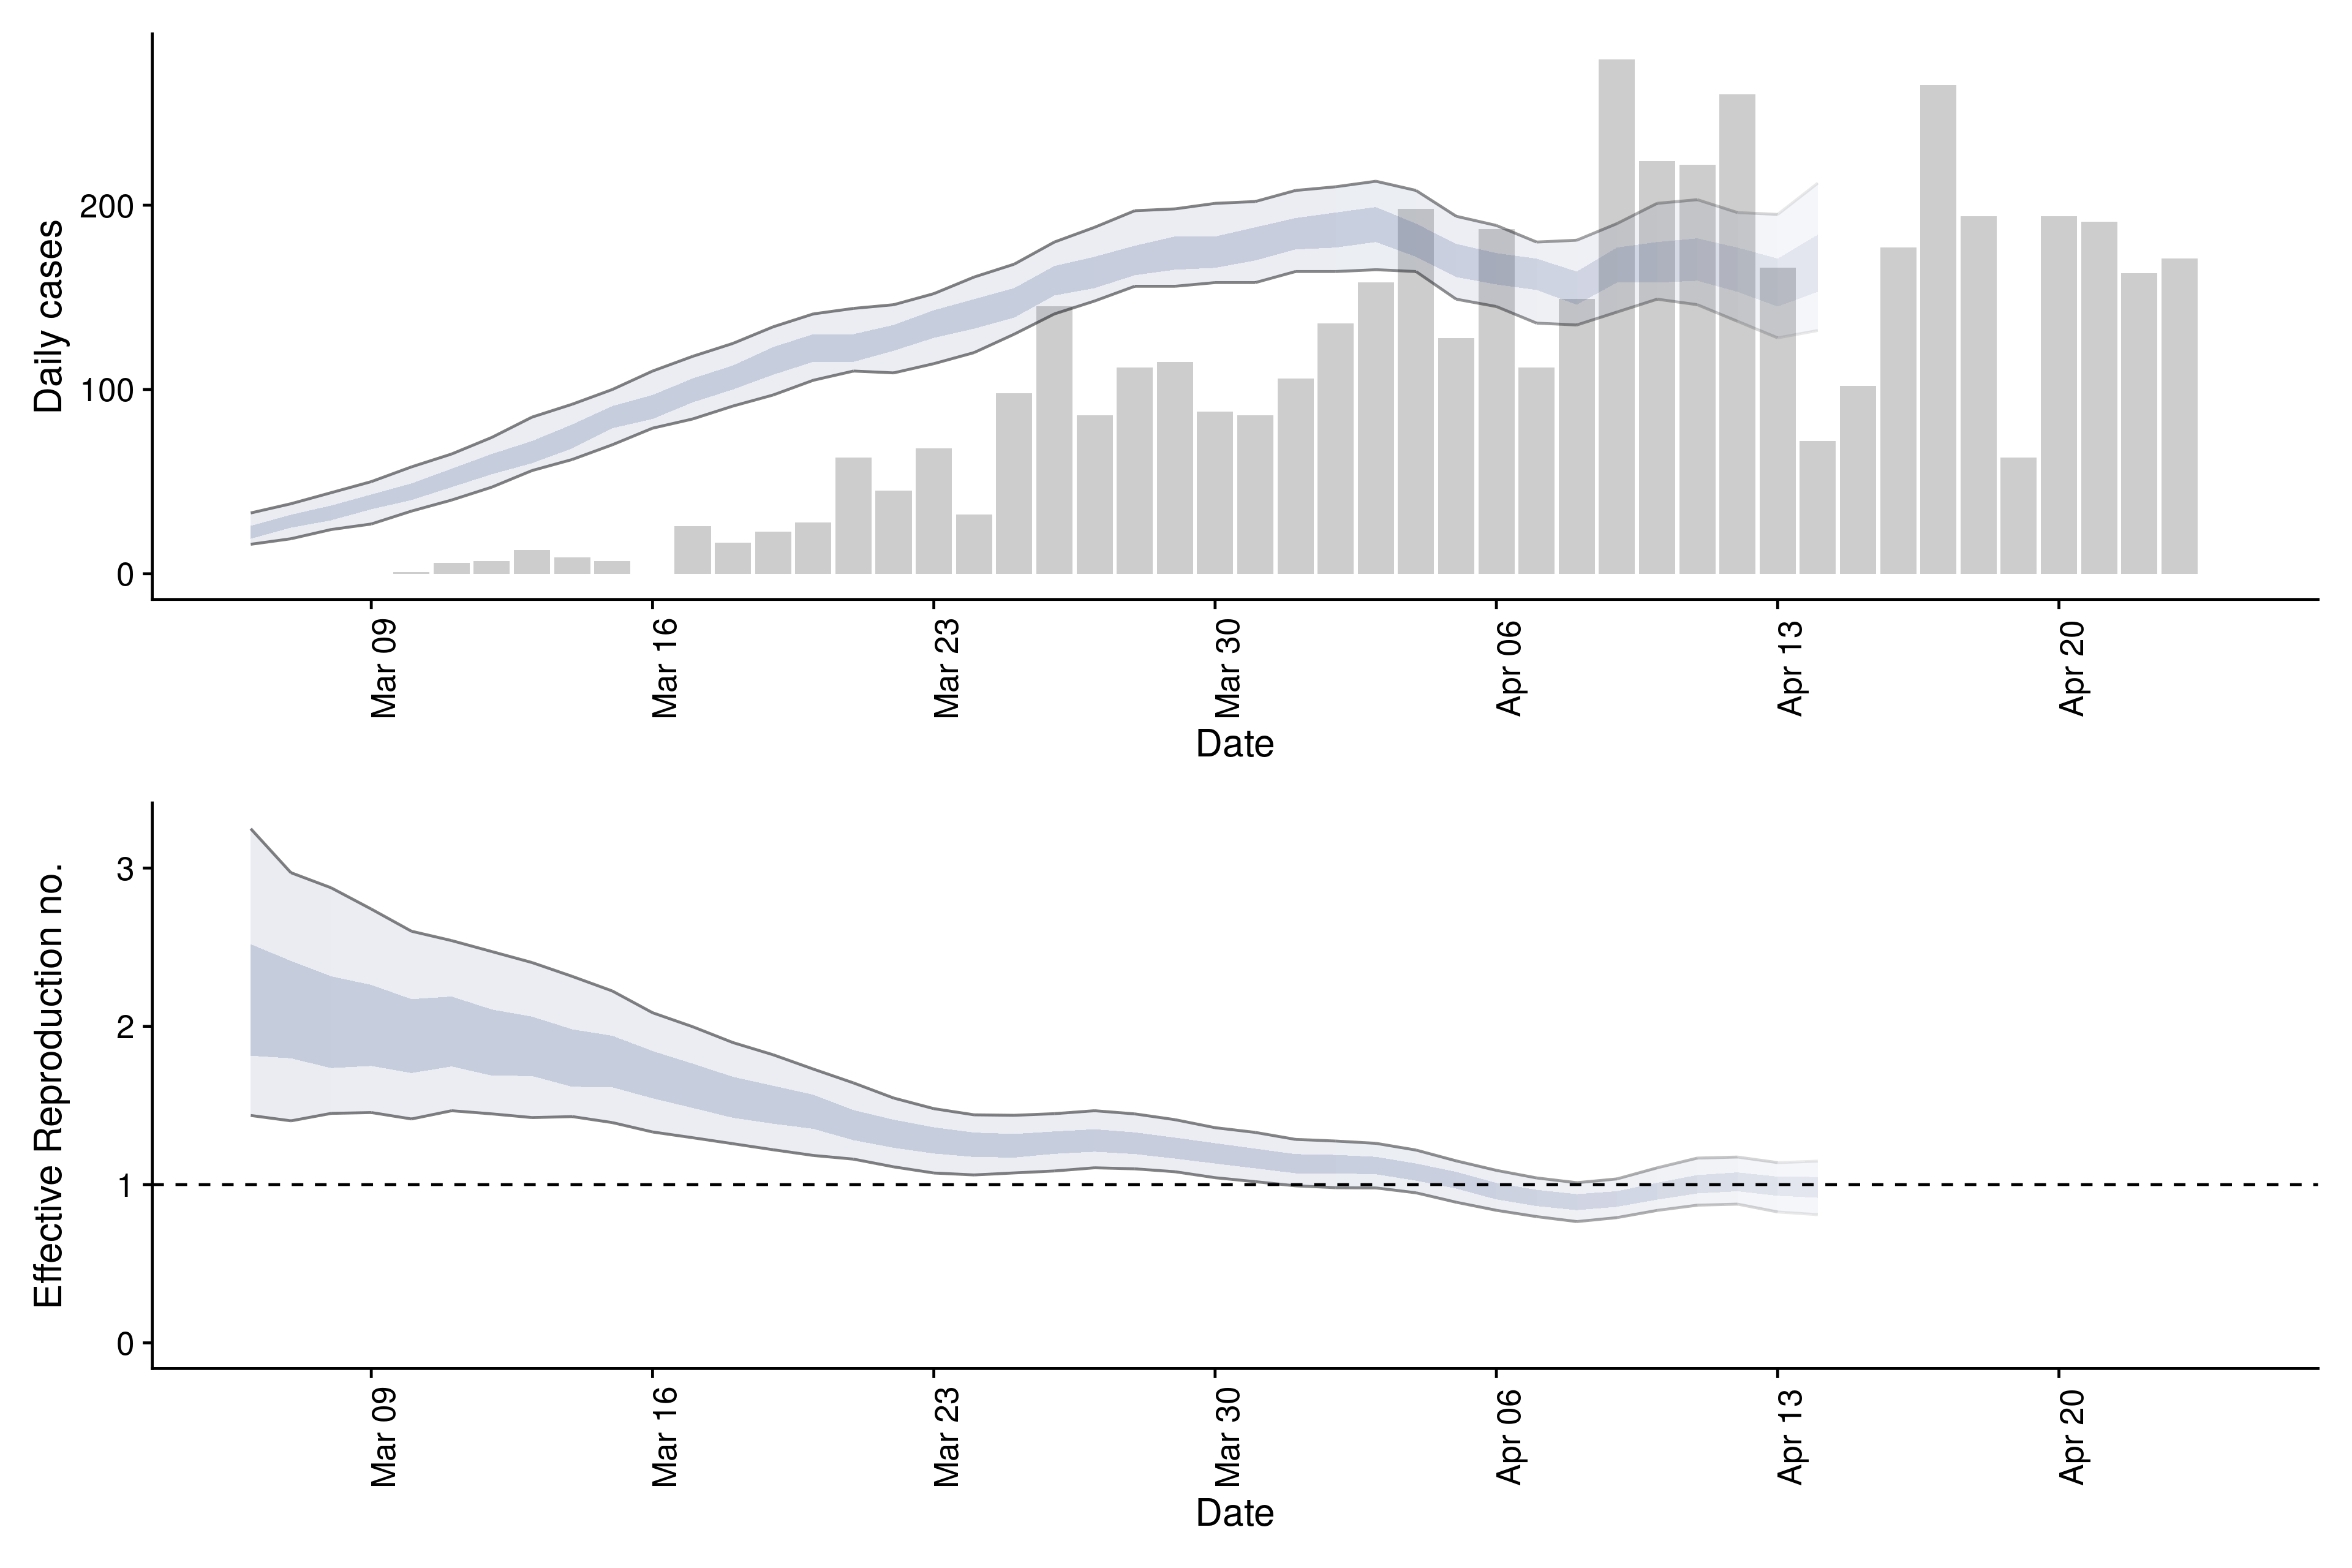 Daily cases
200
100
0
Mar 09
Mar 16
Mar 23
Mar 30
Apr 06
Apr 13
Apr 20
Date
Effective Reproduction no.
3
2
1
0
Mar 09
Mar 16
Mar 23
Mar 30
Apr 06
Apr 13
Apr 20
Date